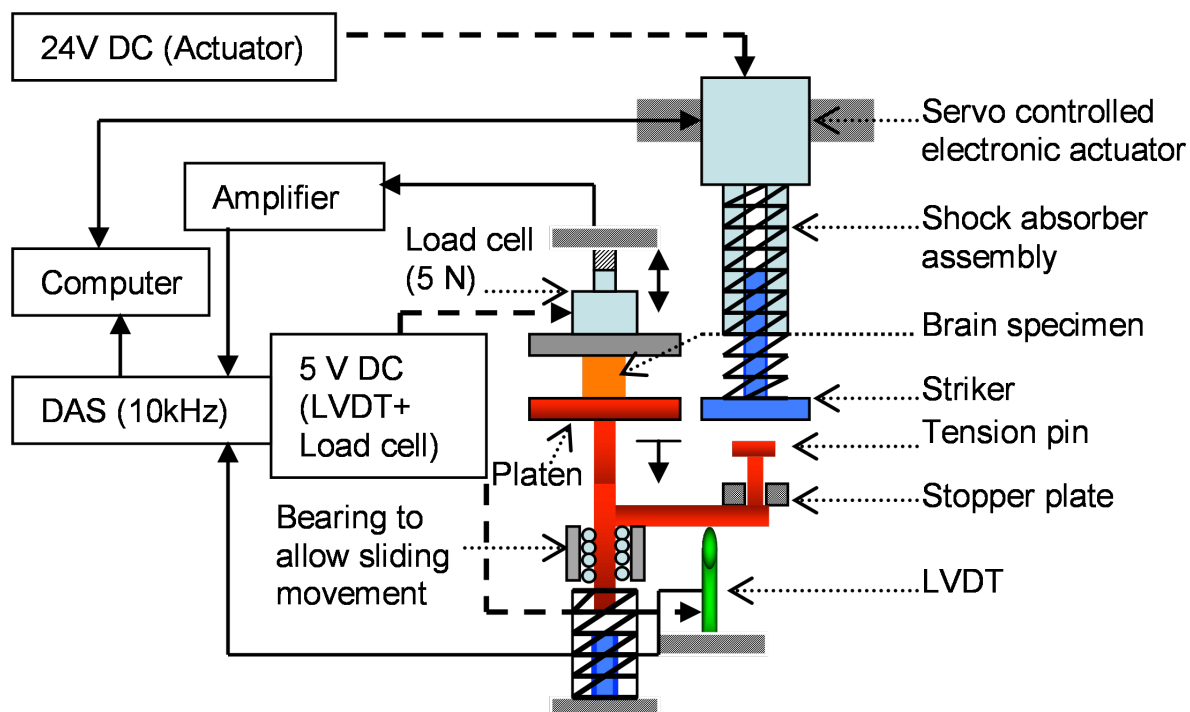 24V DC (Actuator)
Servo controlled
electronic actuator
Amplifier
Shock absorber
assembly
Load cell
(5 N)
Computer
Brain specimen
5 V DC
(LVDT+
Load cell)
DAS (10kHz)
Striker
Tension pin
Platen
Stopper plate
Bearing to
allow sliding
movement
LVDT